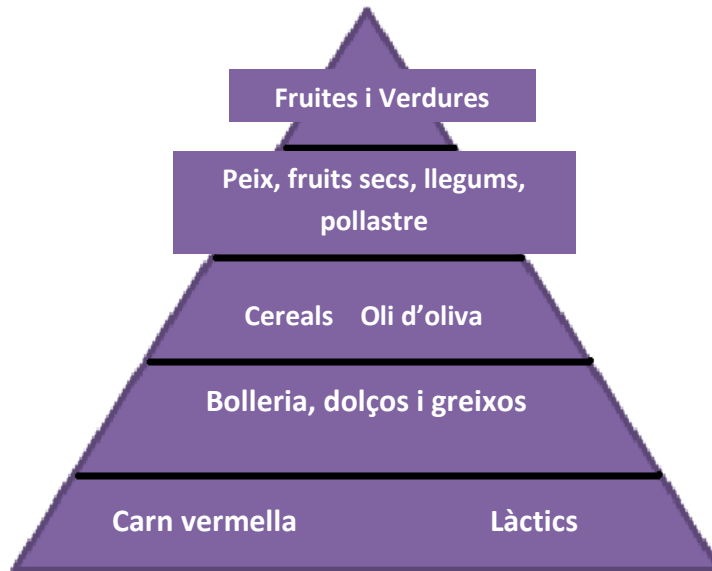 Fruites i Verdures
Peix, fruits secs, llegums,
pollastre
Cereals Oli d’oliva
Bolleria, dolços i greixos
Carn vermella Làctics